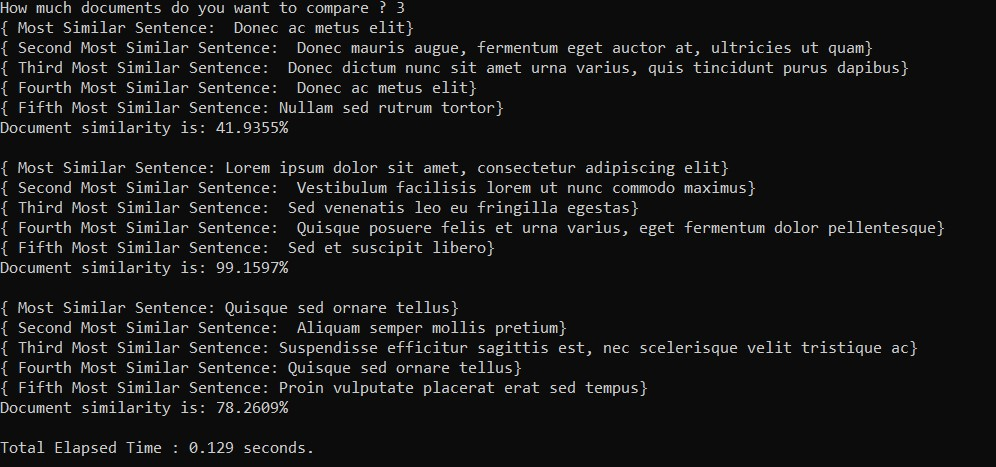 How much documents do you want to compare ? 3
{ Most Similar Sentence:  Donec ac metus elit}
{ Second Most Similar Sentence:  Donec mauris augue, fermentum eget auctor at, ultricies ut quam}
{ Third Most Similar Sentence:  Donec dictum nunc sit amet urna varius, quis tincidunt purus dapibus}
{ Fourth Most Similar Sentence:  Donec ac metus elit}
{ Fifth Most Similar Sentence: Nullam sed rutrum tortor}
Document similarity is: 41.9355%

{ Most Similar Sentence: Lorem ipsum dolor sit amet, consectetur adipiscing elit}
{ Second Most Similar Sentence:  Vestibulum facilisis lorem ut nunc commodo maximus}
{ Third Most Similar Sentence:  Sed venenatis leo eu fringilla egestas}
{ Fourth Most Similar Sentence:  Quisque posuere felis et urna varius, eget fermentum dolor pellentesque}
{ Fifth Most Similar Sentence:  Sed et suscipit libero}
Document similarity is: 99.1597%

{ Most Similar Sentence: Quisque sed ornare tellus}
{ Second Most Similar Sentence:  Aliquam semper mollis pretium}
{ Third Most Similar Sentence: Suspendisse efficitur sagittis est, nec scelerisque velit tristique ac}
{ Fourth Most Similar Sentence: Quisque sed ornare tellus}
{ Fifth Most Similar Sentence: Proin vulputate placerat erat sed tempus}
Document similarity is: 78.2609%

Total Elapsed Time : 0.129 seconds.